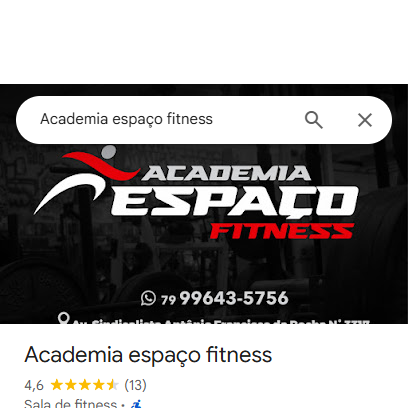 Academia espaço fitness
ACADEMIA
ESPAÇO
FITNESS
79 99643-5756
Av. Sindicalista Antônio Francisco da Rocha N° 3317
Academia espaço fitness
4,6 (13)
Sala de fitness ·